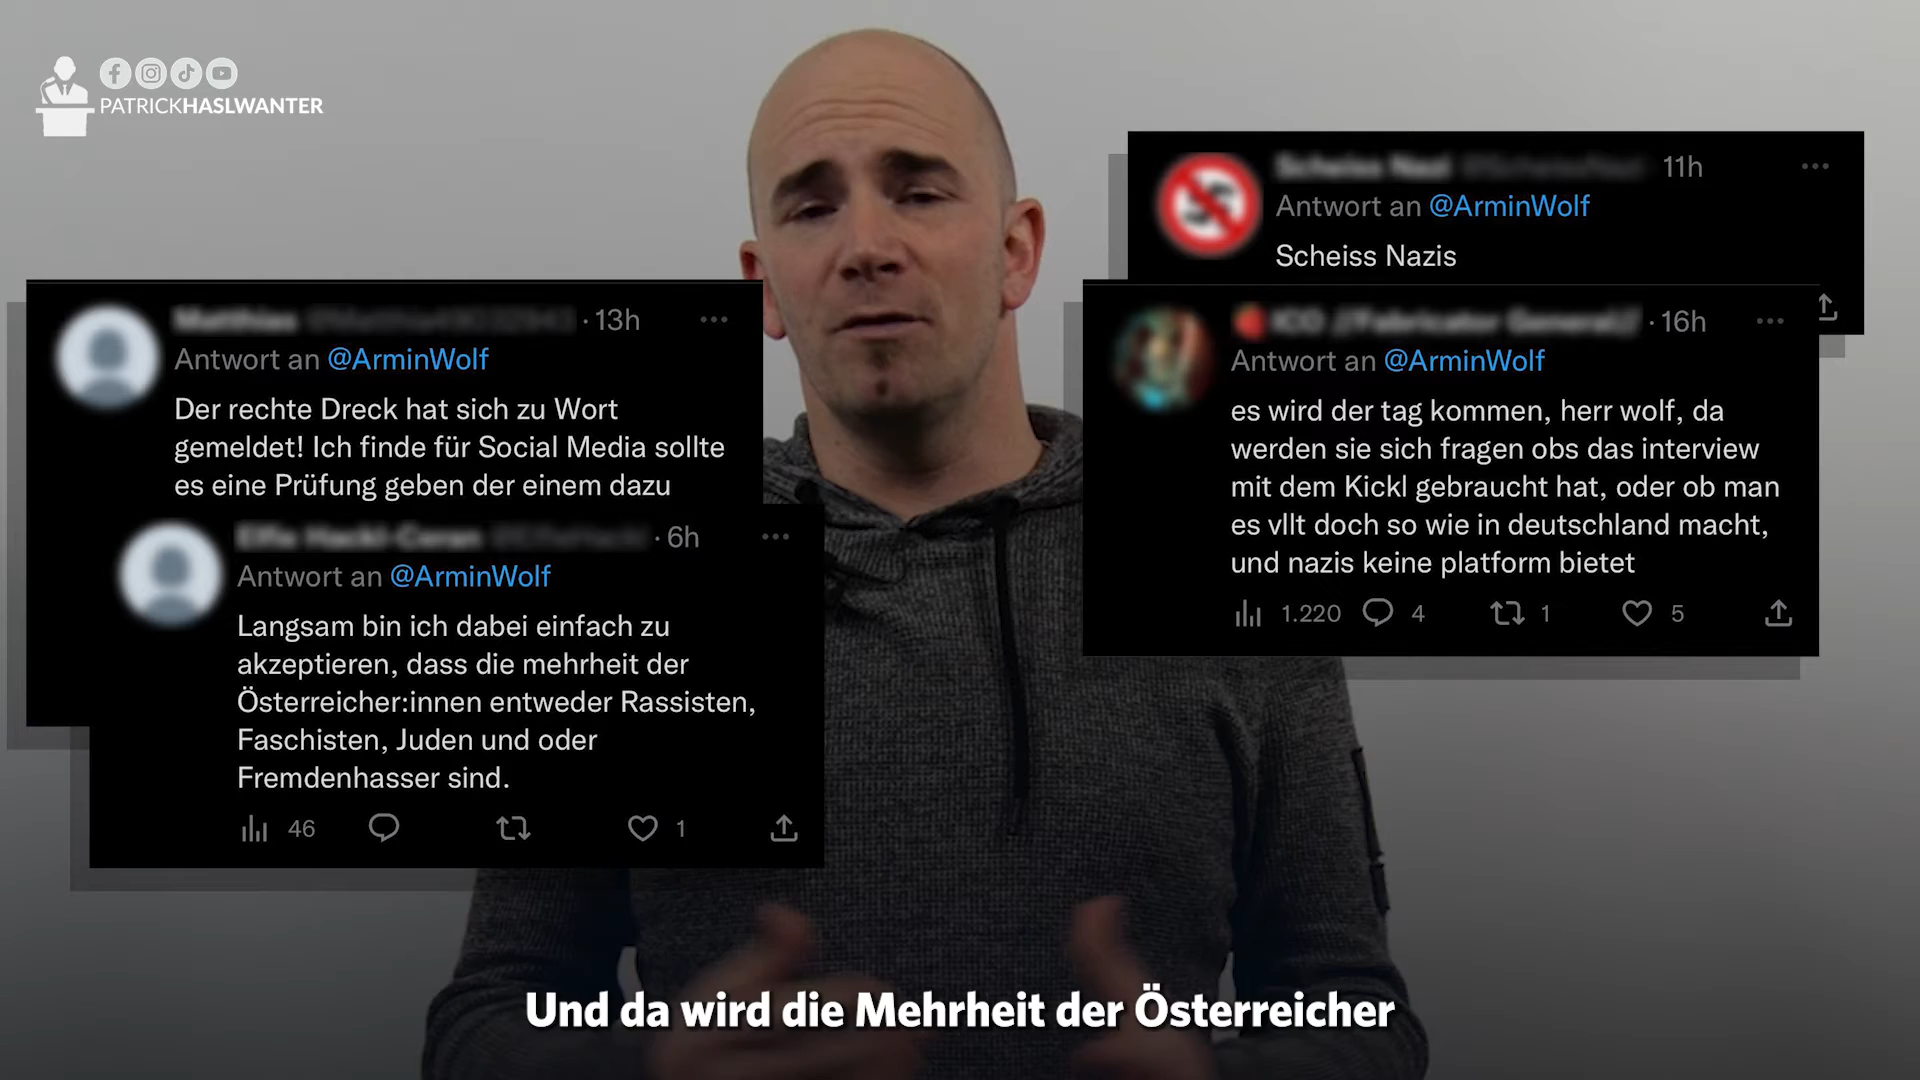 PATRICKHASLWANTER
11h
Antwort an @ArminWolf
Scheiss Nazis
· 13h
Antwort an @ArminWolf
Der rechte Dreck hat sich zu Wort
gemeldet! Ich finde für Social Media sollte
es eine Prüfung geben der einem dazu
· 6h
Antwort an @ArminWolf
Langsam bin ich dabei einfach zu
akzeptieren, dass die mehrheit der
Österreicher:innen entweder Rassisten,
Faschisten, Juden und oder
Fremdenhasser sind.
46 1
· 16h
Antwort an @ArminWolf
es wird der tag kommen, herr wolf, da
werden sie sich fragen obs das interview
mit dem Kickl gebraucht hat, oder ob man
es vllt doch so wie in deutschland macht,
und nazis keine platform bietet
1.220 4 1 5
Und da wird die Mehrheit der Österreicher